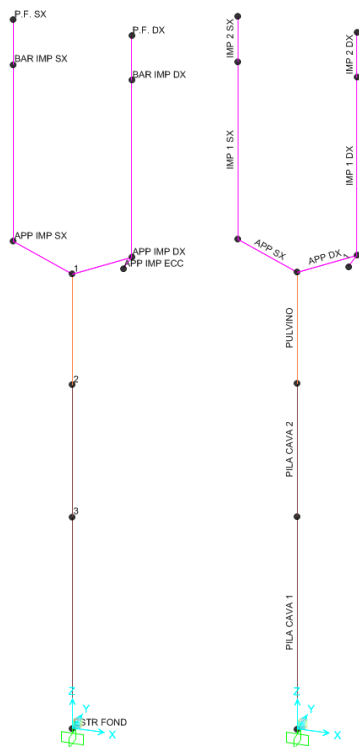 P.F. SX
P.F. DX
BAR IMP SX
BAR IMP DX
APP IMP SX
APP IMP DX
APP IMP ECC
1
2
3
Z
Y
X
ESTR FOND
IMP 2 SX
IMP 2 DX
IMP 1 SX
IMP 1 DX
APP SX
APP DX
PULVINO
PILA CAVA 2
PILA CAVA 1
Z
Y
X